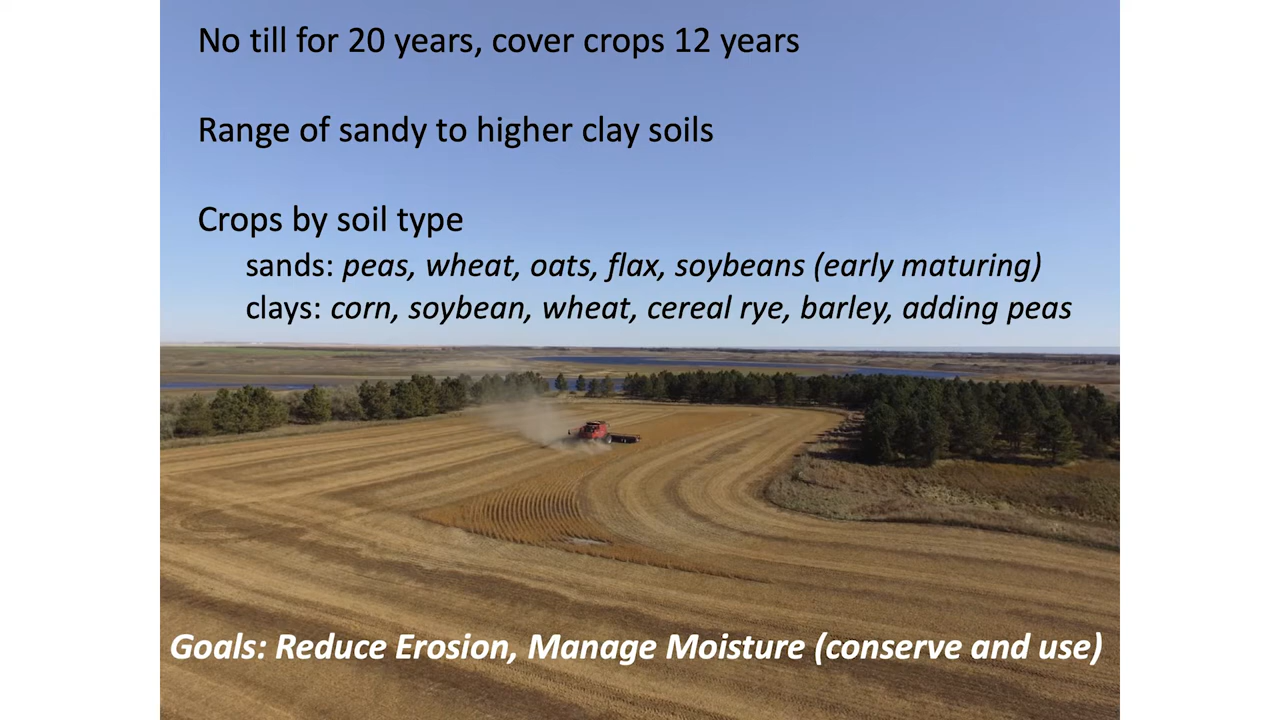 No till for 20 years, cover crops 12 years
Range of sandy to higher clay soils
Crops by soil type
sands: peas, wheat, oats, flax, soybeans (early maturing)
clays: corn, soybean, wheat, cereal rye, barley, adding peas
Goals: Reduce Erosion, Manage Moisture (conserve and use)